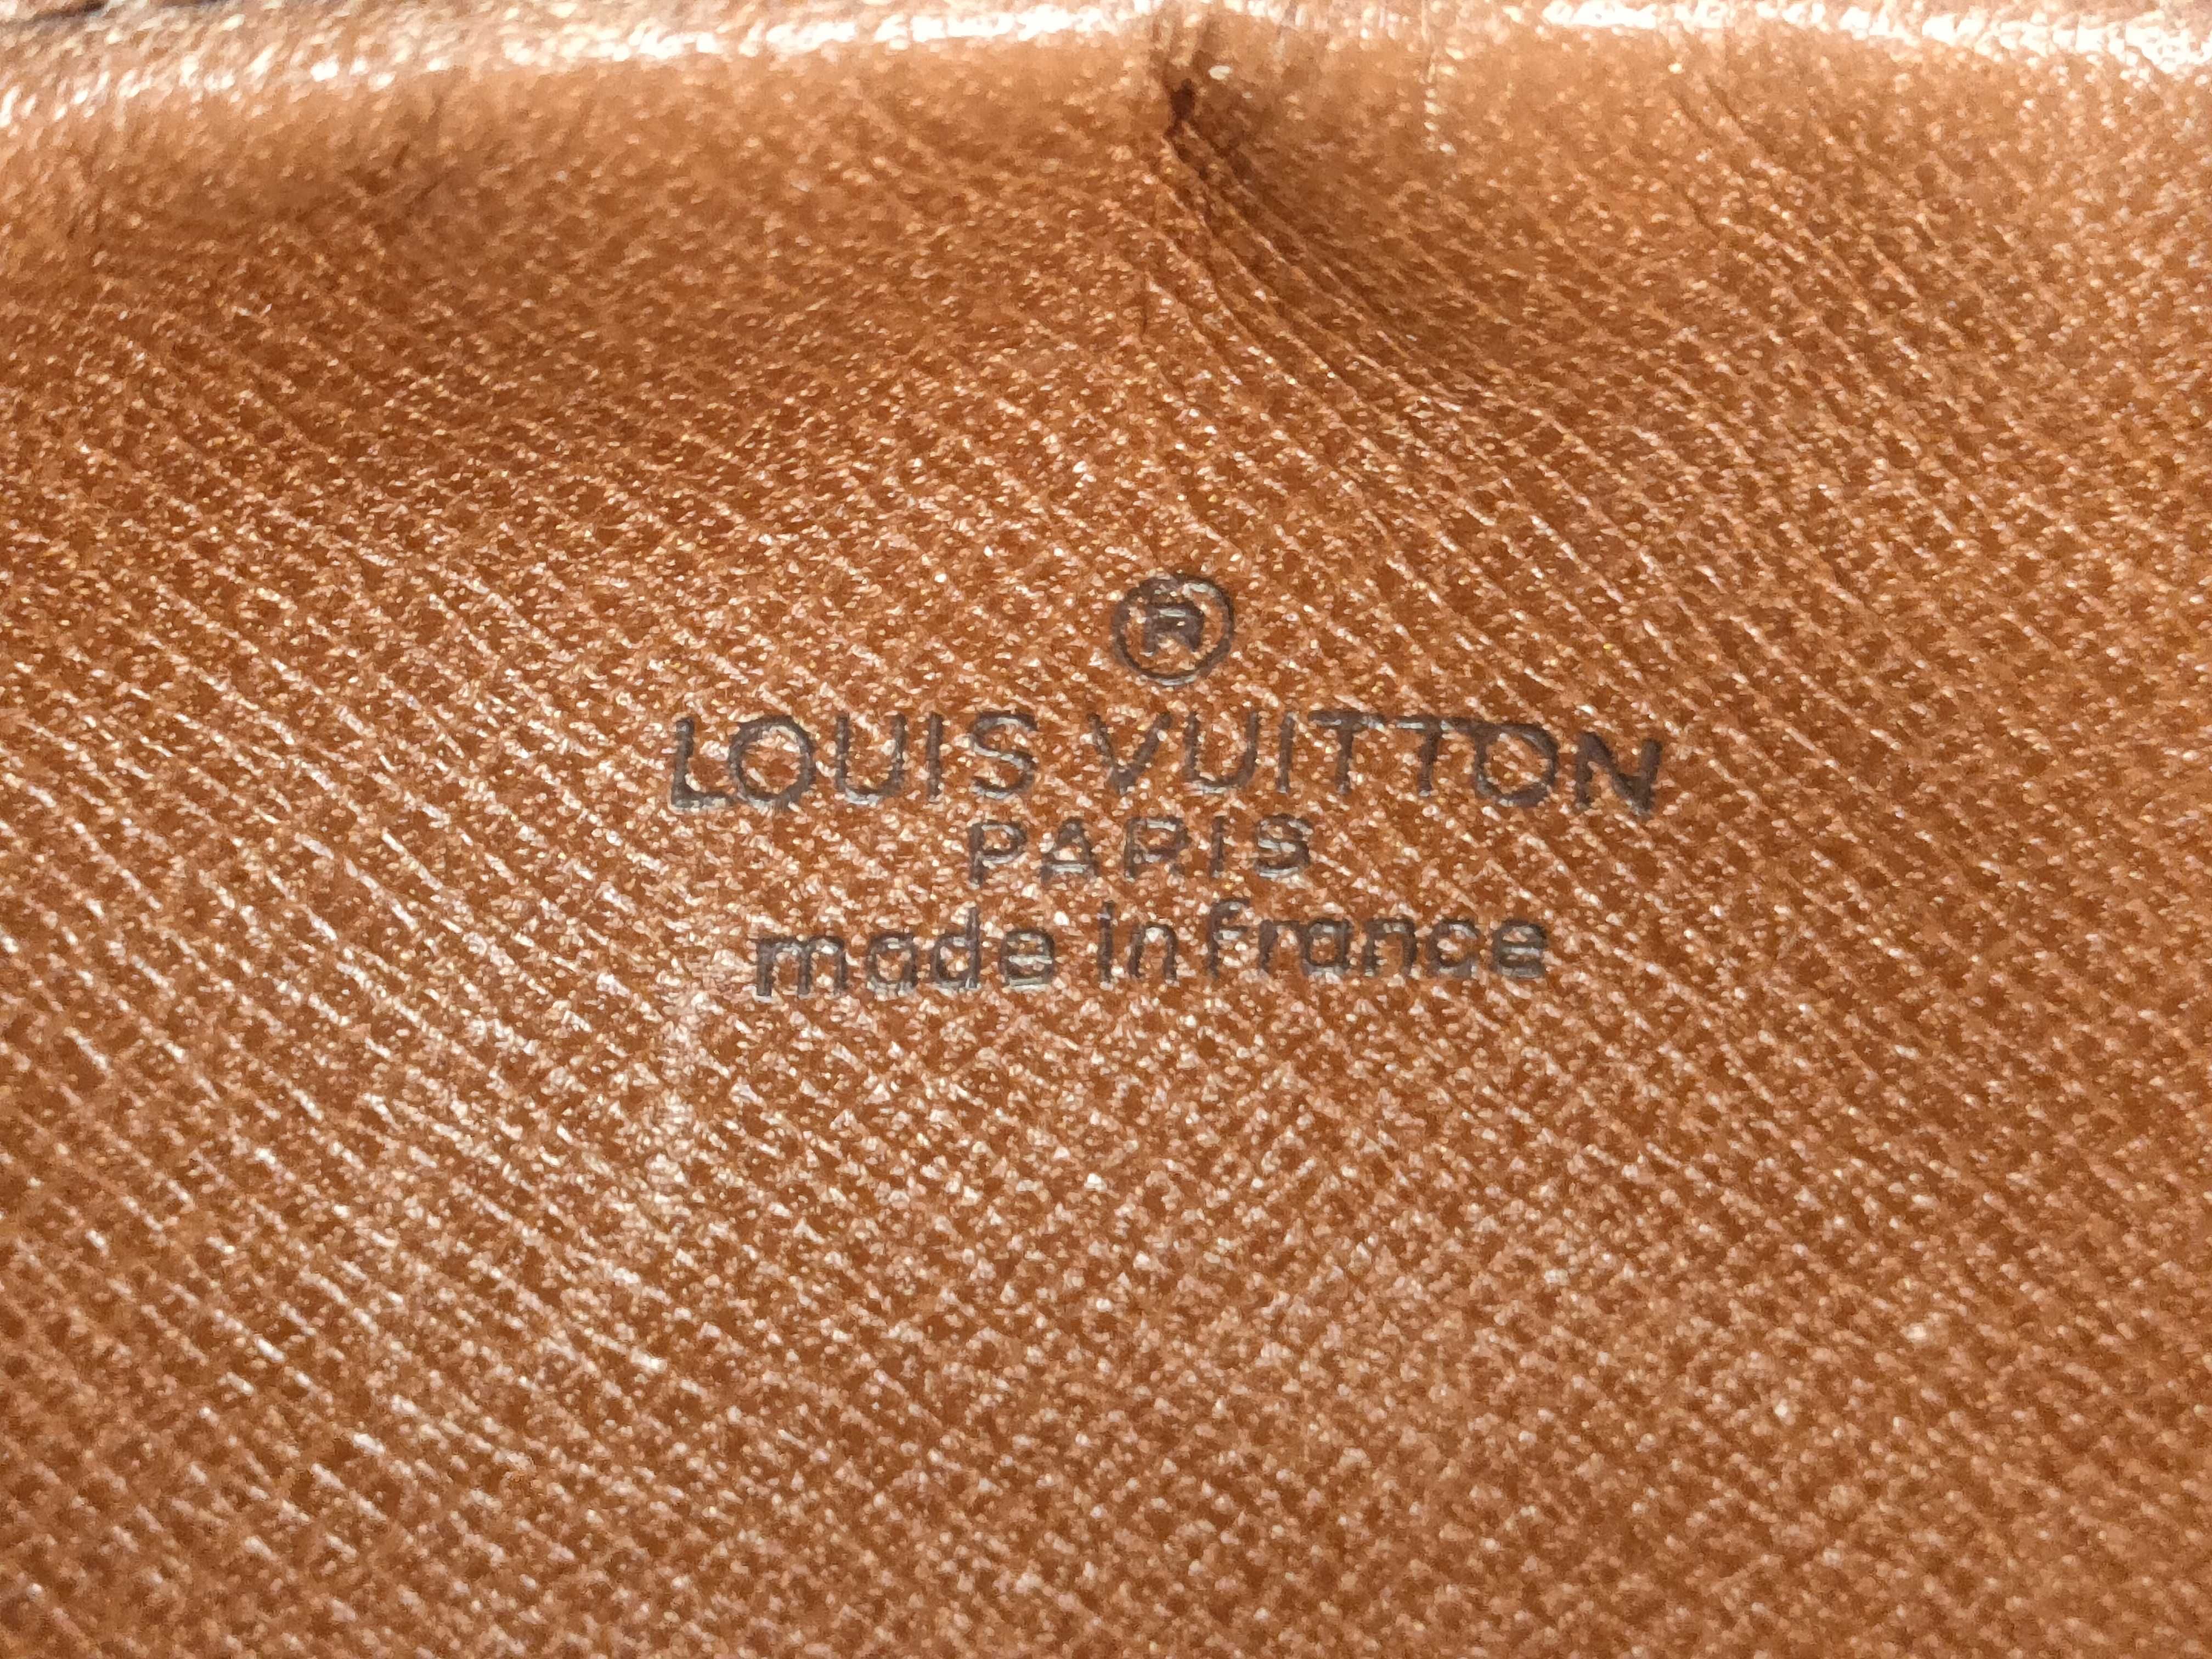 ®
LOUIS VUITTON
PARIS
made in france